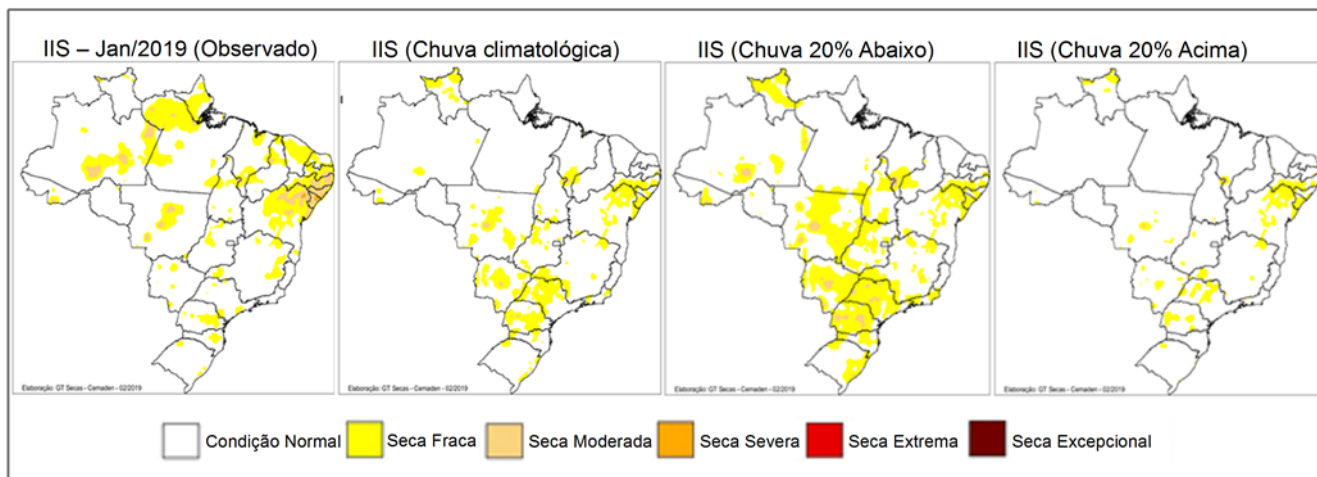 IIS – Jan/2019 (Observado)
IIS (Chuva climatológica)
IIS (Chuva 20% Abaixo)
IIS (Chuva 20% Acima)
Elaboração: GT Secas - Cemaden - 02/2019
Elaboração: GT Secas - Cemaden - 02/2019
Elaboração: GT Secas - Cemaden - 02/2019
Elaboração: GT Secas - Cemaden - 02/2019
Condição Normal
Seca Fraca
Seca Moderada
Seca Severa
Seca Extrema
Seca Excepcional